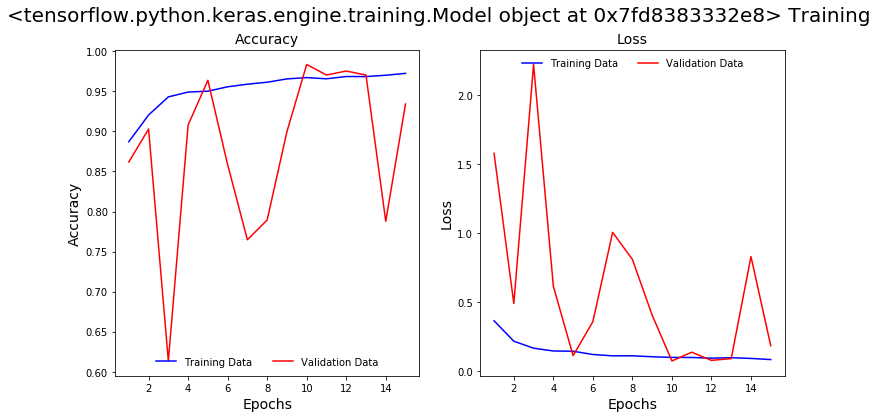 <tensorflow.python.keras.engine.training.Model object at 0x7fd8383332e8> Training
Accuracy
1.00
0.95
0.90
0.85
0.80
0.75
0.70
0.65
0.60
Accuracy
Training Data
Validation Data
2 4 6 8 10 12 14
Epochs
Loss
Training Data
Validation Data
2.0
1.5
1.0
0.5
0.0
Loss
2 4 6 8 10 12 14
Epochs